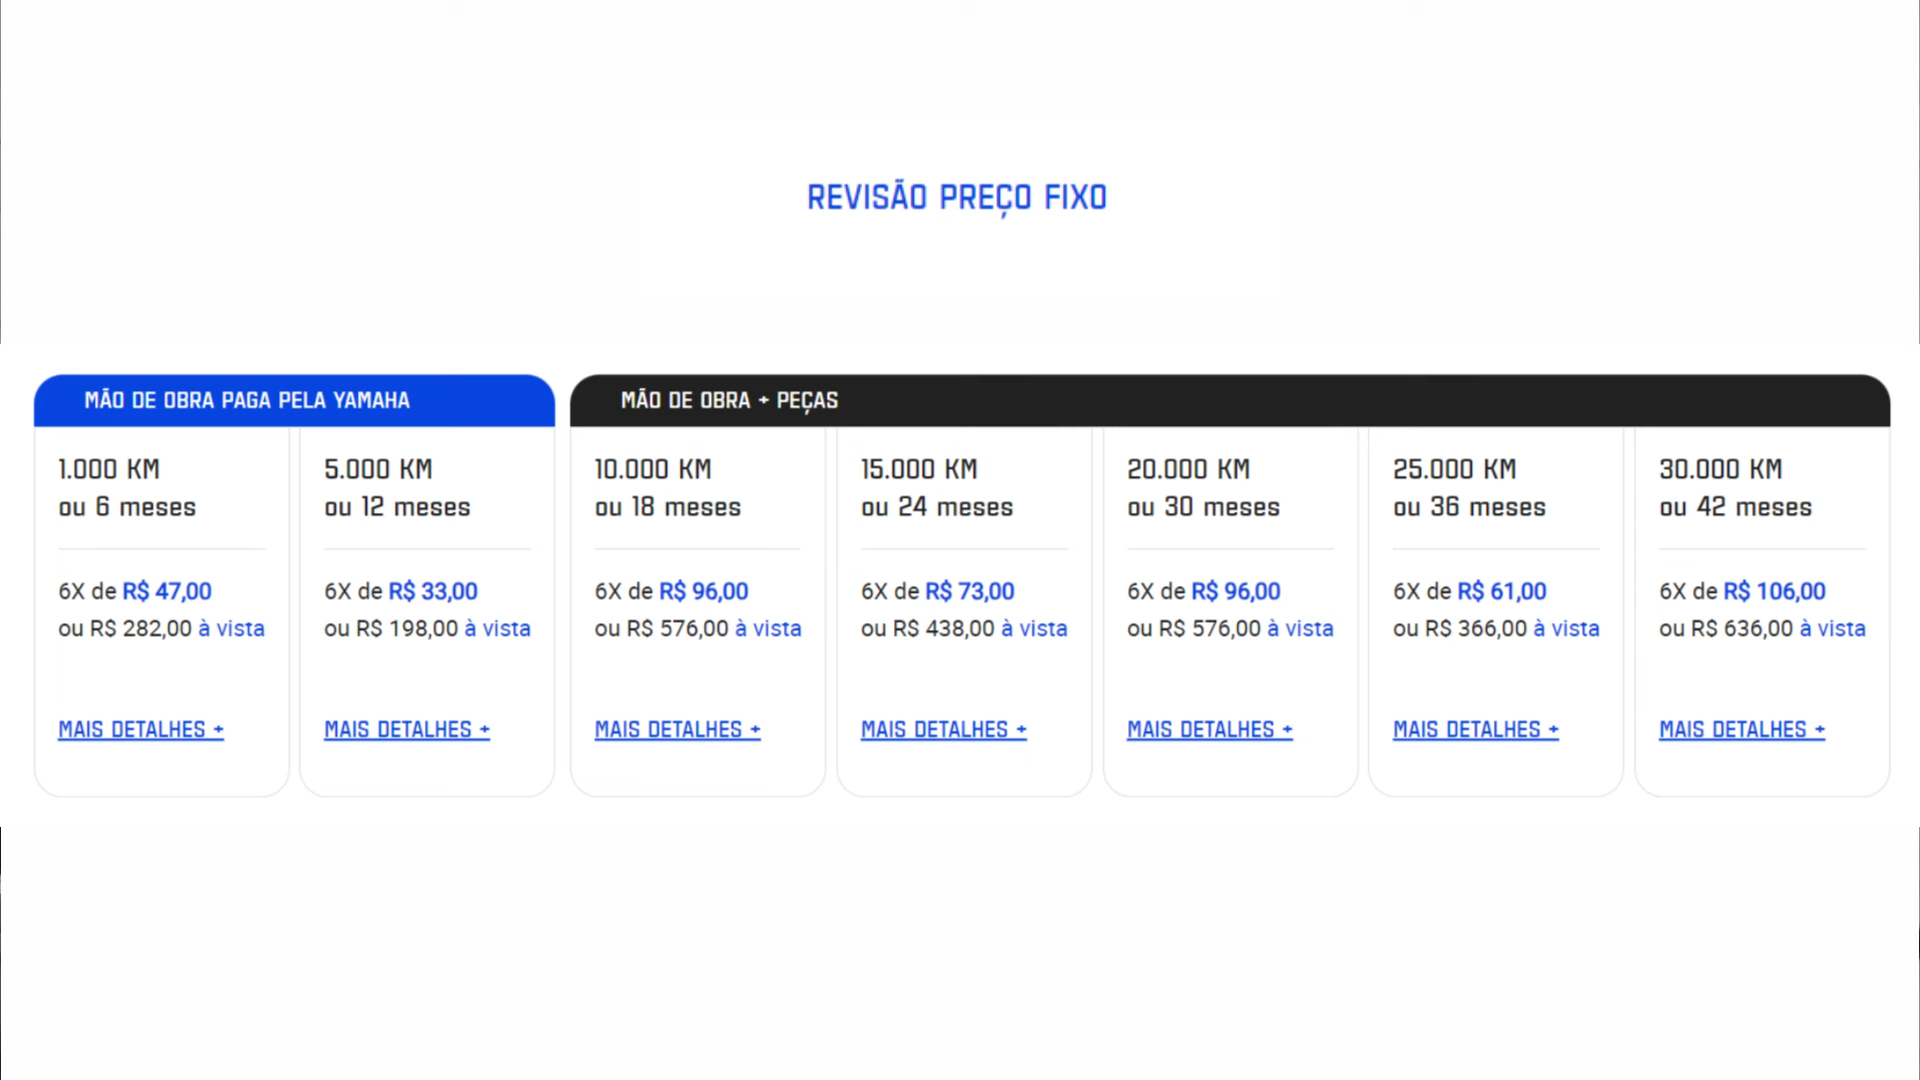 REVISÃO PREÇO FIXO
MÃO DE OBRA PAGA PELA YAMAHA
1.000 KM
ou 6 meses
6X de R$ 47,00
ou R$ 282,00 à vista
MAIS DETALHES +
5.000 KM
ou 12 meses
6X de R$ 33,00
ou R$ 198,00 à vista
MAIS DETALHES +
MÃO DE OBRA + PEÇAS
10.000 KM
ou 18 meses
6X de R$ 96,00
ou R$ 576,00 à vista
MAIS DETALHES +
15.000 KM
ou 24 meses
6X de R$ 73,00
ou R$ 438,00 à vista
MAIS DETALHES +
20.000 KM
ou 30 meses
6X de R$ 96,00
ou R$ 576,00 à vista
MAIS DETALHES +
25.000 KM
ou 36 meses
6X de R$ 61,00
ou R$ 366,00 à vista
MAIS DETALHES +
30.000 KM
ou 42 meses
6X de R$ 106,00
ou R$ 636,00 à vista
MAIS DETALHES +